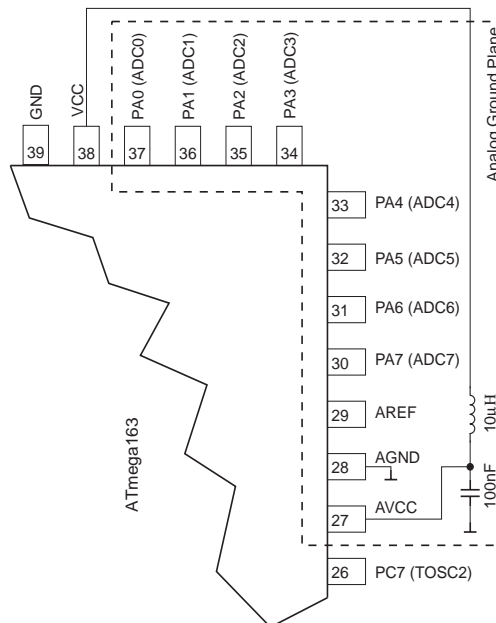 GND
VCC
PA0 (ADC0)
PA1 (ADC1)
PA2 (ADC2)
PA3 (ADC3)
Analog Ground Plane
39
38
37
36
35
34
33
PA4 (ADC4)
32
PA5 (ADC5)
31
PA6 (ADC6)
30
PA7 (ADC7)
29
AREF
10μH
28
AGND
100nF
27
AVCC
26
PC7 (TOSC2)
ATmega163